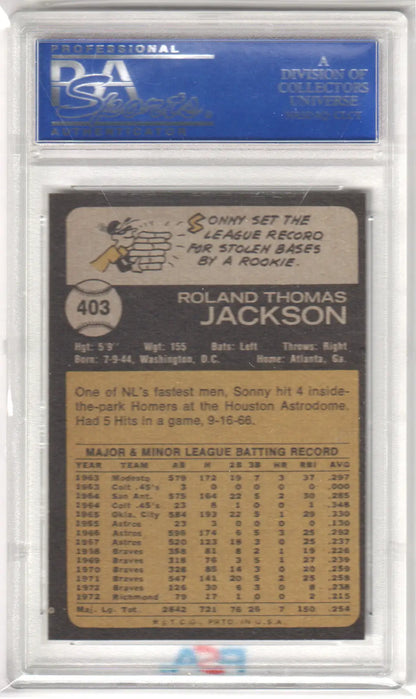 PROFESSIONAL
PSA
Sports
AUTHENTICATOR
A
DIVISION OF
COLLECTORS
UNIVERSE
SONNY SET THE
LEAGUE RECORD
FOR STOLEN BASES
BY A ROOKIE.
403
ROLAND THOMAS
JACKSON
Hgt: 5'9" Wgt: 155 Bats: Left Throws: Right
Born: 7-9-44, Washington, D.C. Home: Atlanta, Ga.
One of NL's fastest men, Sonny hit 4 inside-
the-park Homers at the Houston Astrodome.
Had 5 Hits in a game, 9-16-66.
MAJOR & MINOR LEAGUE BATTING RECORD
YEAR TEAM AB H 2B 3B HR RBI AVG
1963 Modesto 579 172 19 7 3 37 .297
1963 Colt .45's 3 0 0 0 0 0 .000
1964 San Ant. 575 164 22 5 2 30 .285
1964 Colt .45's 23 8 1 0 0 1 .348
1965 Okla. City 584 193 22 5 1 29 .330
1965 Astros 23 3 0 0 0 0 .130
1966 Astros 596 174 6 5 3 25 .292
1967 Astros 520 123 18 3 0 25 .237
1968 Braves 358 81 8 2 1 19 .226
1969 Braves 318 76 3 5 1 27 .239
1970 Braves 328 85 14 3 0 20 .259
1971 Braves 547 141 20 5 2 25 .258
1972 Braves 126 30 6 3 0 8 .238
1972 Richmond 79 17 0 2 0 2 .215
Maj. Lg. Tot. 2842 721 76 26 7 150 .254
T.C.G. PRTD. IN U.S.A.
PSA